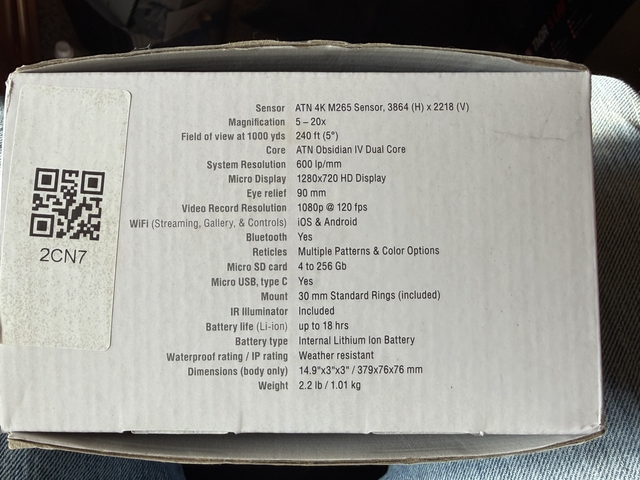 Sensor ATN 4K M265 Sensor, 3864 (H) x 2218 (V)
Magnification 5 – 20x
Field of view at 1000 yds 240 ft (5°)
Core ATN Obsidian IV Dual Core
System Resolution 600 lp/mm
Micro Display 1280x720 HD Display
Eye relief 90 mm
Video Record Resolution 1080p @ 120 fps
WiFi (Streaming, Gallery, & Controls) iOS & Android
Bluetooth Yes
Reticles Multiple Patterns & Color Options
Micro SD card 4 to 256 Gb
Micro USB, type C Yes
Mount 30 mm Standard Rings (included)
IR Illuminator Included
Battery life (Li-ion) up to 18 hrs
Battery type Internal Lithium Ion Battery
Waterproof rating / IP rating Weather resistant
Dimensions (body only) 14.9"x3"x3" / 379x76x76 mm
Weight 2.2 lb / 1.01 kg
2CN7